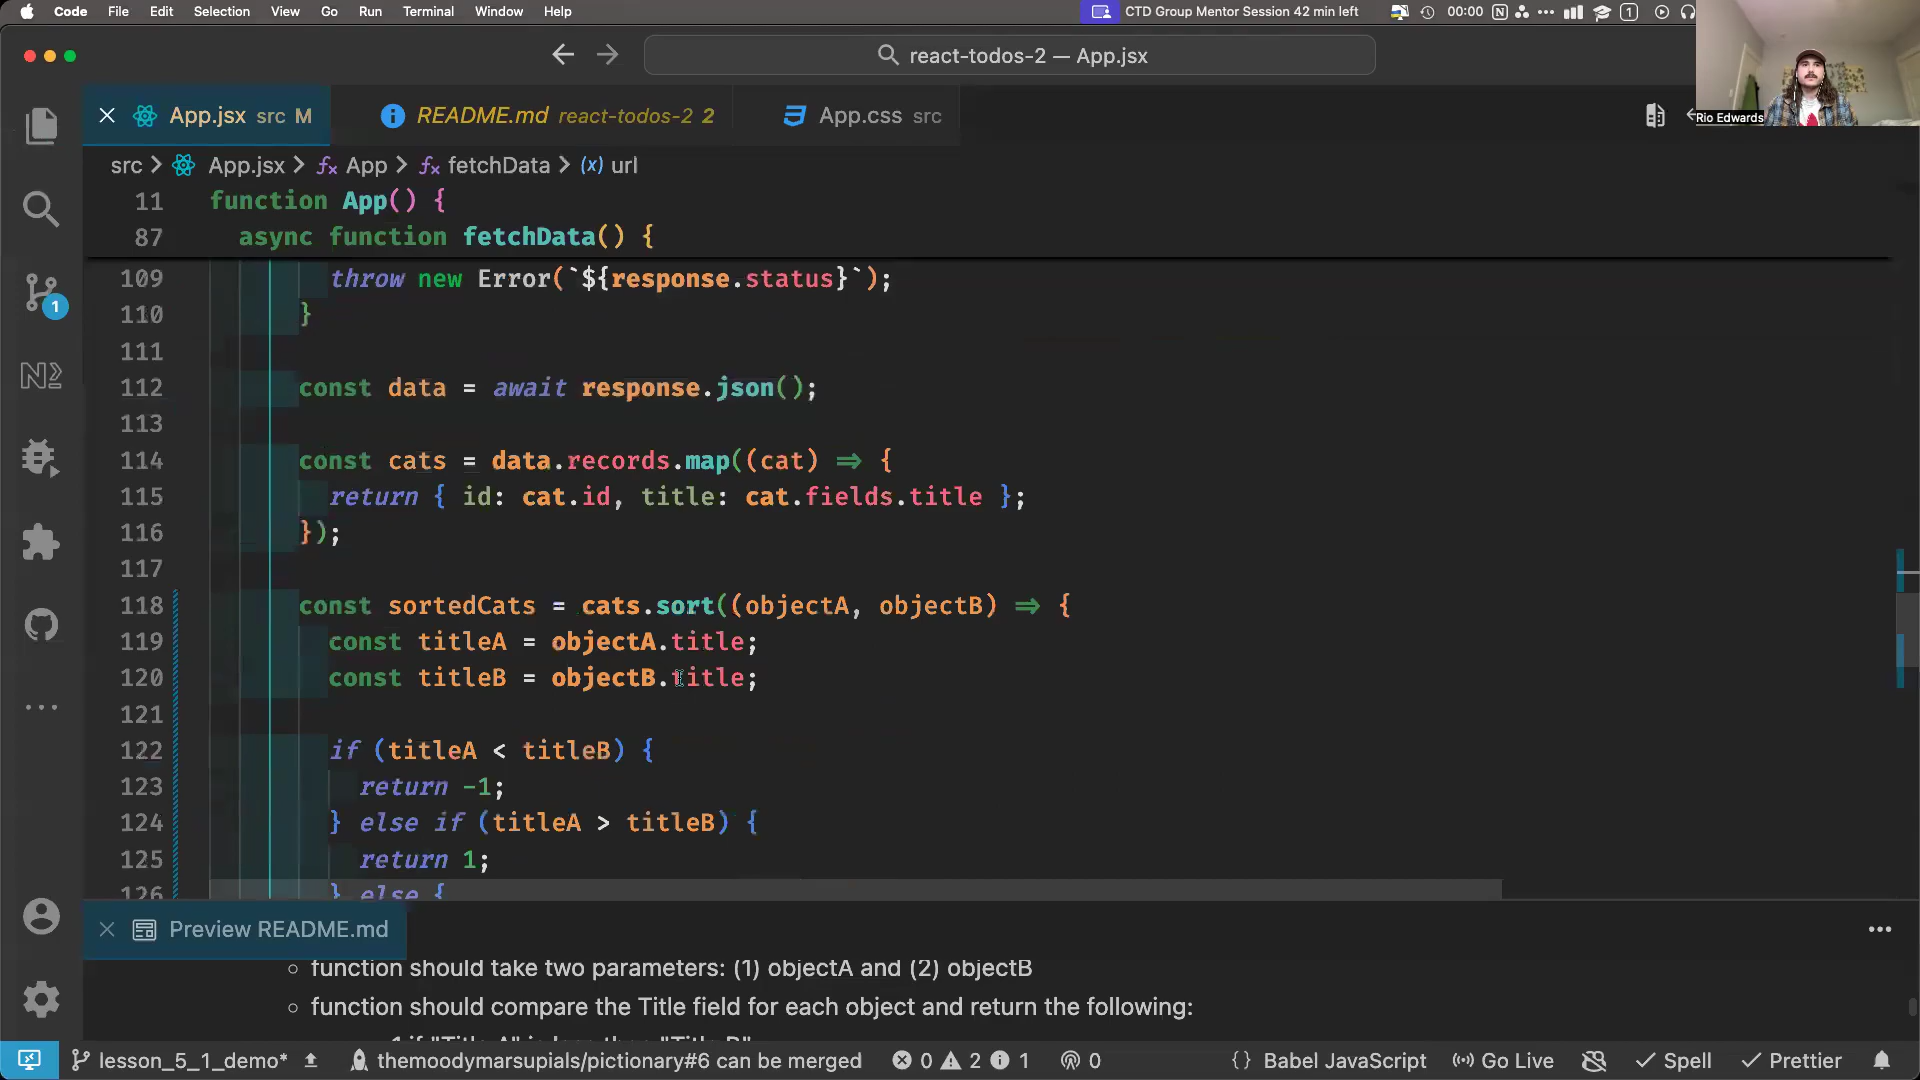 Code File Edit Selection View Go Run Terminal Window Help CTD Group Mentor Session 42 min left 00:00 1
react-todos-2 — App.jsx
App.jsx src M README.md react-todos-2 2 App.css src
Rio Edwards
src > App.jsx > App > fetchData > (x) url
11 function App() {
87 async function fetchData() {
109 throw new Error(`${response.status}`);
110 }
111
112 const data = await response.json();
113
114 const cats = data.records.map((cat) => {
115 return { id: cat.id, title: cat.fields.title };
116 });
117
118 const sortedCats = cats.sort((objectA, objectB) => {
119 const titleA = objectA.title;
120 const titleB = objectB.title;
121
122 if (titleA < titleB) {
123 return -1;
124 } else if (titleA > titleB) {
125 return 1;
126 } else {
1
Preview README.md
function should take two parameters: (1) objectA and (2) objectB
function should compare the Title field for each object and return the following:
lesson_5_1_demo* themoodymarsupials/pictionary#6 can be merged 0 2 1 0 {} Babel JavaScript Go Live Spell Prettier